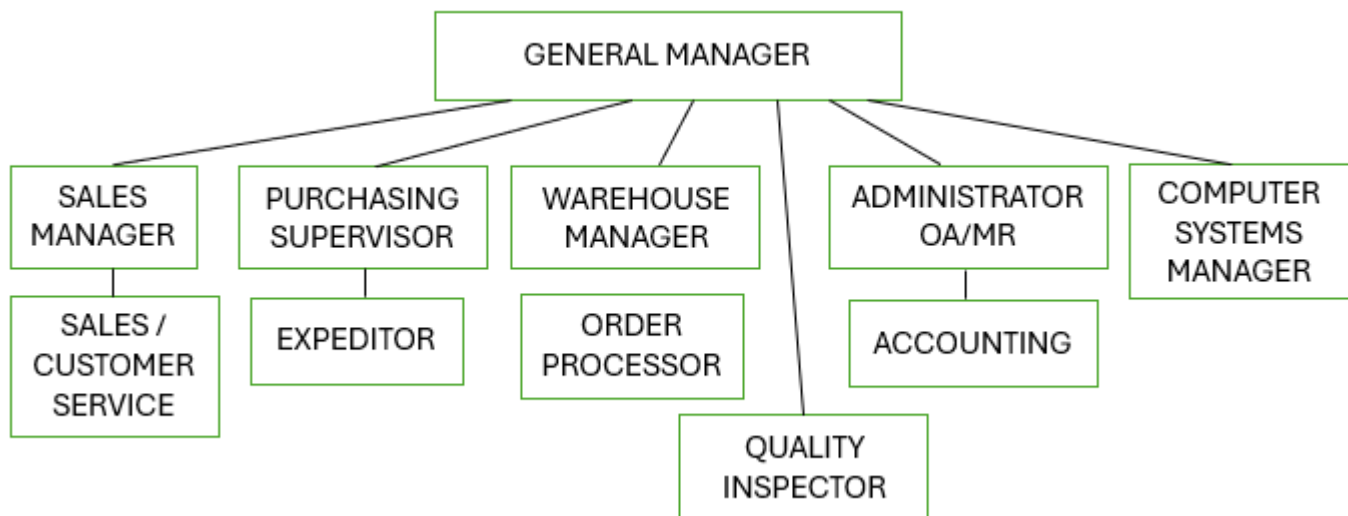 GENERAL MANAGER
SALES
MANAGER
PURCHASING
SUPERVISOR
WAREHOUSE
MANAGER
ADMINISTRATOR
OA/MR
COMPUTER
SYSTEMS
MANAGER
SALES /
CUSTOMER
SERVICE
EXPEDITOR
ORDER
PROCESSOR
ACCOUNTING
QUALITY
INSPECTOR